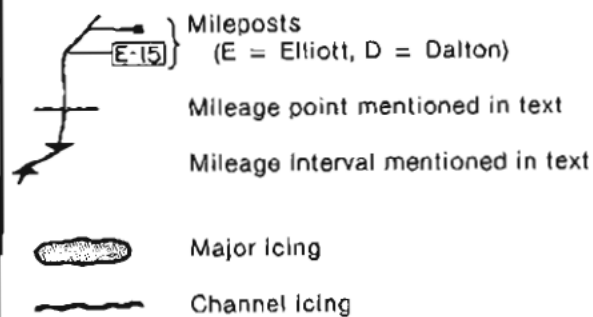 Mileposts
E-15
(E = Elliott, D = Dalton)
Mileage point mentioned in text
Mileage interval mentioned in text
Major icing
Channel icing